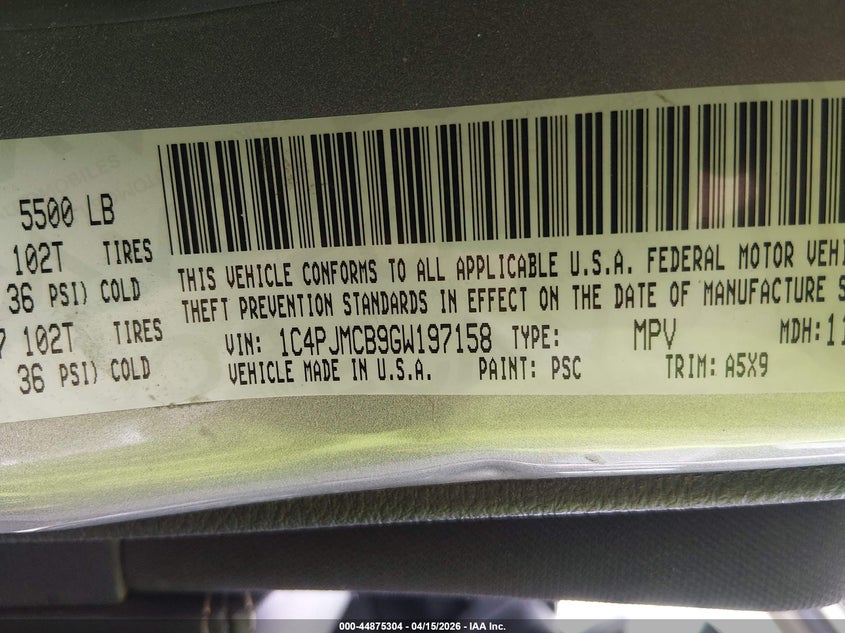 5500 LB
102T TIRES
36 PSI) COLD
7 102T TIRES
36 PSI) COLD
THIS VEHICLE CONFORMS TO ALL APPLICABLE U.S.A. FEDERAL MOTOR VEHI
THEFT PREVENTION STANDARDS IN EFFECT ON THE DATE OF MANUFACTURE S
VIN: 1C4PJMCB9GW197158 TYPE: MPV MDH: 11
VEHICLE MADE IN U.S.A. PAINT: PSC TRIM: A5X9
000-44875304 | 04/15/2026 - IAA Inc.